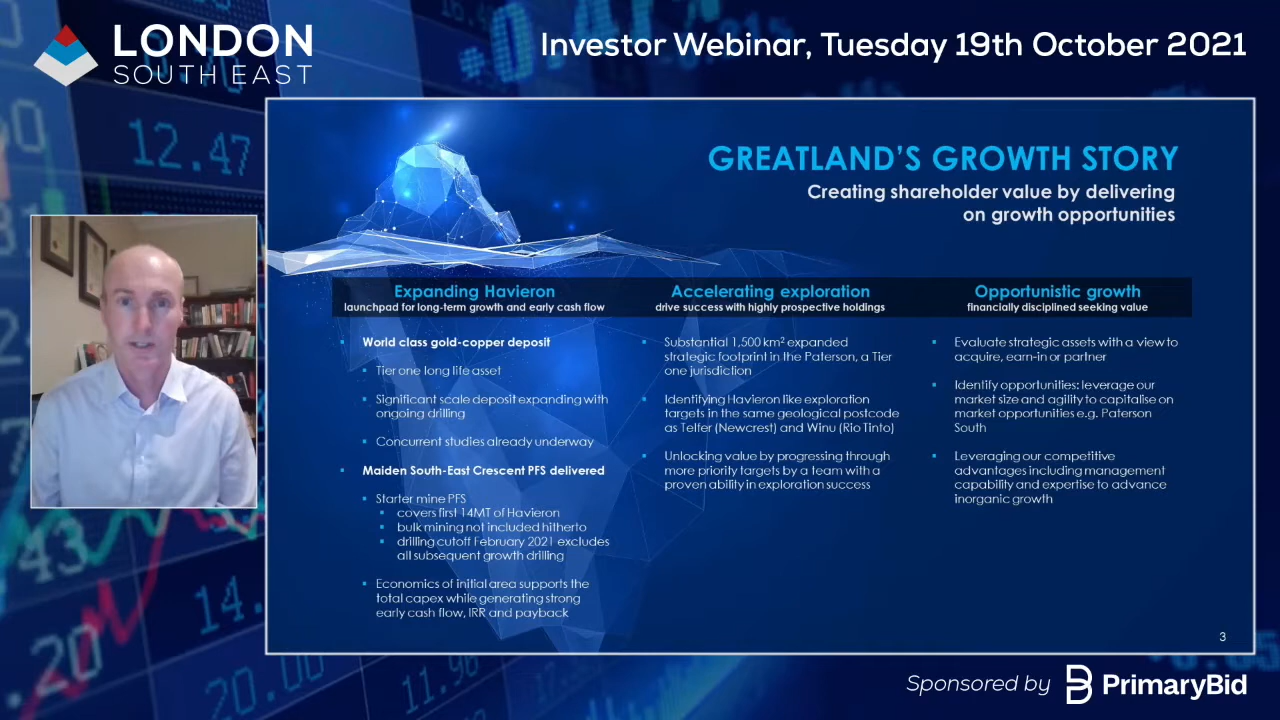 LONDON
SOUTH EAST
Investor Webinar, Tuesday 19th October 2021
12.47
GREATLAND'S GROWTH STORY
Creating shareholder value by delivering
on growth opportunities
Expanding Havieron
launchpad for long-term growth and early cash flow
Accelerating exploration
drive success with highly prospective holdings
Opportunistic growth
financially disciplined seeking value
World class gold-copper deposit
Tier one long life asset
Significant scale deposit expanding with
ongoing drilling
Concurrent studies already underway
Maiden South-East Crescent PFS delivered
Starter mine PFS
covers first 14MT of Havieron
bulk mining not included hitherto
drilling cutoff February 2021 excludes
all subsequent growth drilling
Economics of initial area supports the
total capex while generating strong
early cash flow, IRR and payback
Substantial 1,500 km² expanded
strategic footprint in the Paterson, a Tier
one jurisdiction
Identifying Havieron like exploration
targets in the same geological postcode
as Telfer (Newcrest) and Winu (Rio Tinto)
Unlocking value by progressing through
more priority targets by a team with a
proven ability in exploration success
Evaluate strategic assets with a view to
acquire, earn-in or partner
Identify opportunities: leverage our
market size and agility to capitalise on
market opportunities e.g. Paterson
South
Leveraging our competitive
advantages including management
capability and expertise to advance
inorganic growth
3
43
14.
.20
20.00
11.96
Sponsored by PrimaryBid